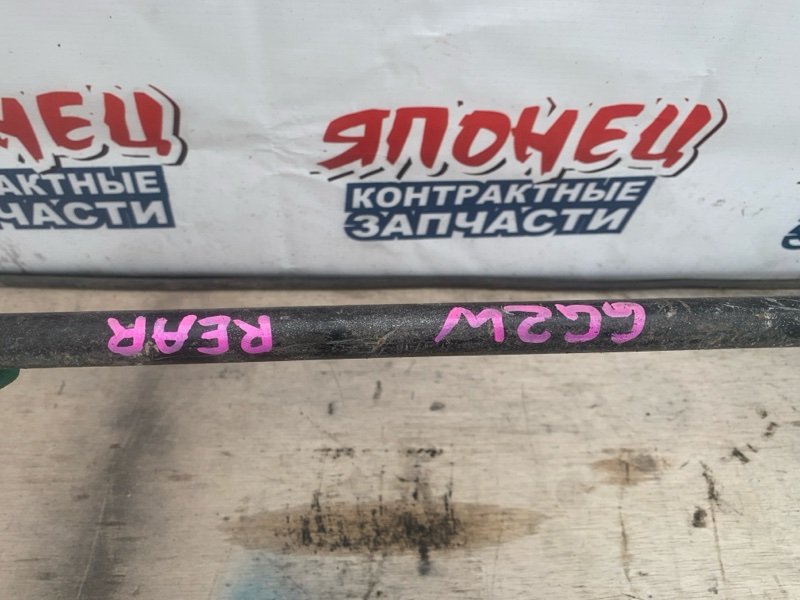 НЕЦ
АКТНЫЕ
ЧАСТИ
ЯПОНЕЦ
КОНТРАКТНЫЕ
ЗАПЧАСТИ
GG2W REAR